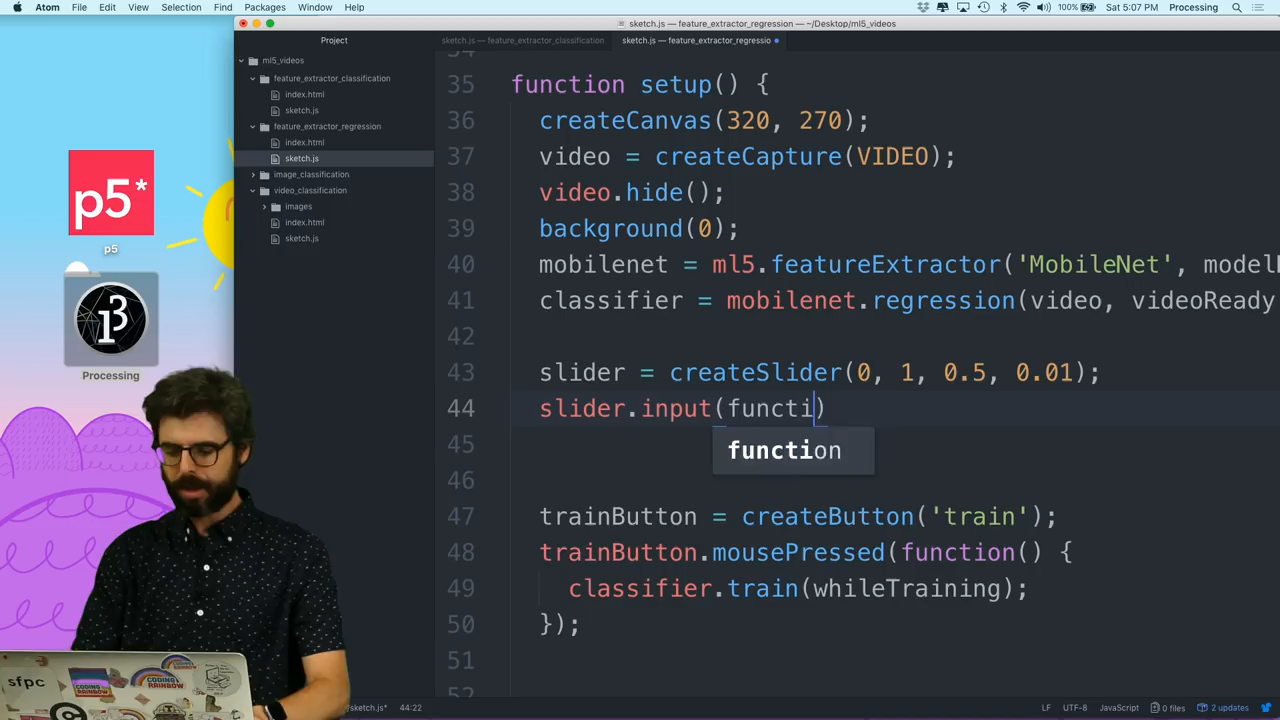 Atom File Edit View Selection Find Packages Window Help
100% Sat 5:07 PM Processing
sketch.js — feature_extractor_regression — ~/Desktop/ml5_videos
Project
sketch.js — feature_extractor_classification
sketch.js — feature_extractor_regressio
ml5_videos
feature_extractor_classification
index.html
sketch.js
feature_extractor_regression
index.html
sketch.js
image_classification
video_classification
images
index.html
sketch.js
p5*
p5
Processing
35 function setup() {
36 createCanvas(320, 270);
37 video = createCapture(VIDEO);
38 video.hide();
39 background(0);
40 mobilenet = ml5.featureExtractor('MobileNet', model
41 classifier = mobilenet.regression(video, videoReady
42
43 slider = createSlider(0, 1, 0.5, 0.01);
44 slider.input(functi)
function
45
46
47 trainButton = createButton('train');
48 trainButton.mousePressed(function() {
49 classifier.train(whileTraining);
50 });
51
52
sfpc
CODING RAINBOW
sketch.js* 44:22
LF UTF-8 JavaScript 0 files 2 updates